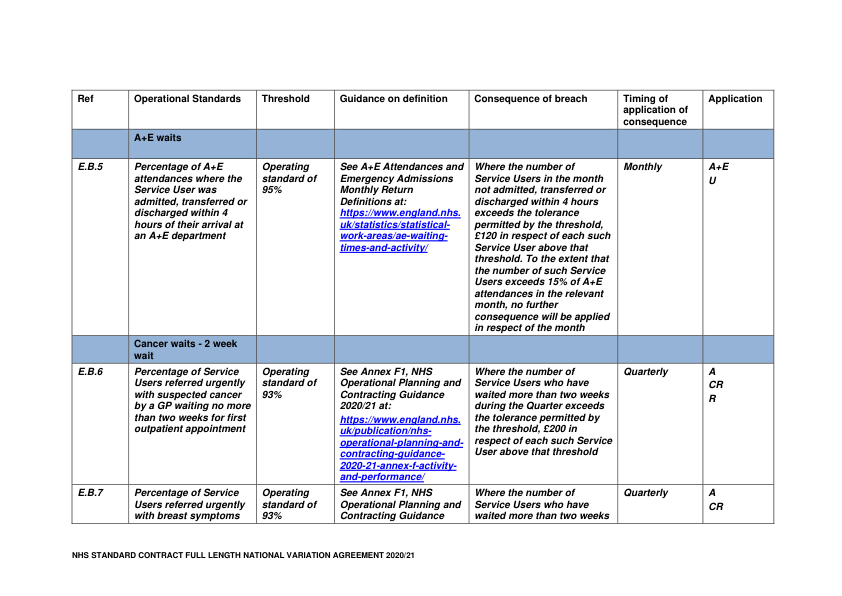 Ref
Operational Standards
Threshold
Guidance on definition
Consequence of breach
Timing of
application of
consequence
Application
A+E waits
E.B.5
Percentage of A+E
attendances where the
Service User was
admitted, transferred or
discharged within 4
hours of their arrival at
an A+E department
Operating
standard of
95%
See A+E Attendances and
Emergency Admissions
Monthly Return
Definitions at:
https://www.england.nhs.
uk/statistics/statistical-
work-areas/ae-waiting-
times-and-activity/
Where the number of
Service Users in the month
not admitted, transferred or
discharged within 4 hours
exceeds the tolerance
permitted by the threshold,
£120 in respect of each such
Service User above that
threshold. To the extent that
the number of such Service
Users exceeds 15% of A+E
attendances in the relevant
month, no further
consequence will be applied
in respect of the month
Monthly
A+E
U
Cancer waits - 2 week
wait
E.B.6
Percentage of Service
Users referred urgently
with suspected cancer
by a GP waiting no more
than two weeks for first
outpatient appointment
Operating
standard of
93%
See Annex F1, NHS
Operational Planning and
Contracting Guidance
2020/21 at:
https://www.england.nhs.
uk/publication/nhs-
operational-planning-and-
contracting-guidance-
2020-21-annex-f-activity-
and-performance/
Where the number of
Service Users who have
waited more than two weeks
during the Quarter exceeds
the tolerance permitted by
the threshold, £200 in
respect of each such Service
User above that threshold
Quarterly
A
CR
R
E.B.7
Percentage of Service
Users referred urgently
with breast symptoms
Operating
standard of
93%
See Annex F1, NHS
Operational Planning and
Contracting Guidance
Where the number of
Service Users who have
waited more than two weeks
Quarterly
A
CR
NHS STANDARD CONTRACT FULL LENGTH NATIONAL VARIATION AGREEMENT 2020/21